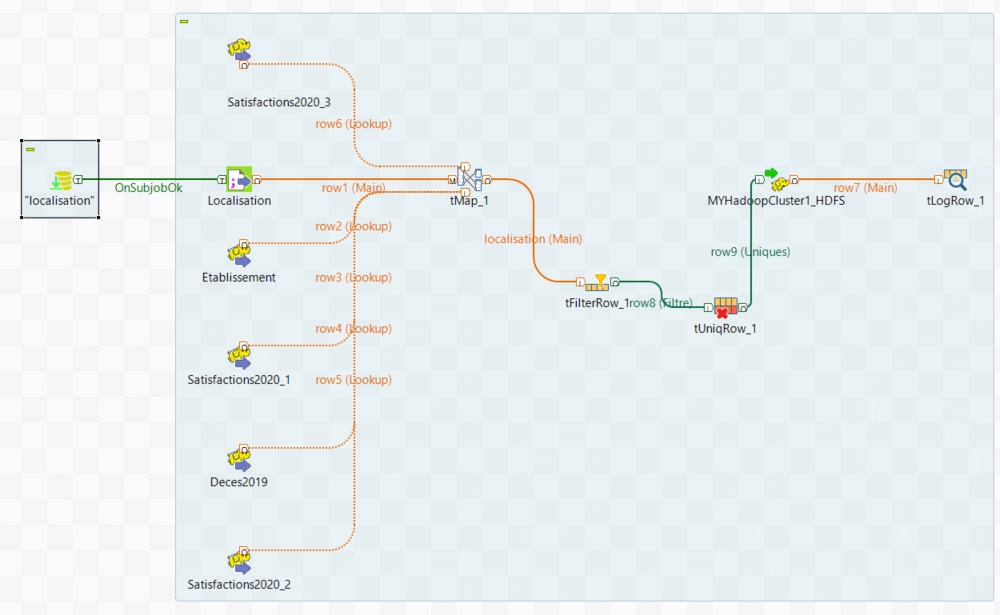 Satisfactions2020_3
row6 (Lookup)
"localisation"
OnSubjobOk
Localisation
row1 (Main)
tMap_1
MYHadoopCluster1_HDFS
row7 (Main)
tLogRow_1
row2 (Lookup)
localisation (Main)
row9 (Uniques)
Etablissement
row3 (Lookup)
tFilterRow_1
row8 (Filtre)
tUniqRow_1
row4 (Lookup)
Satisfactions2020_1
row5 (Lookup)
Deces2019
Satisfactions2020_2